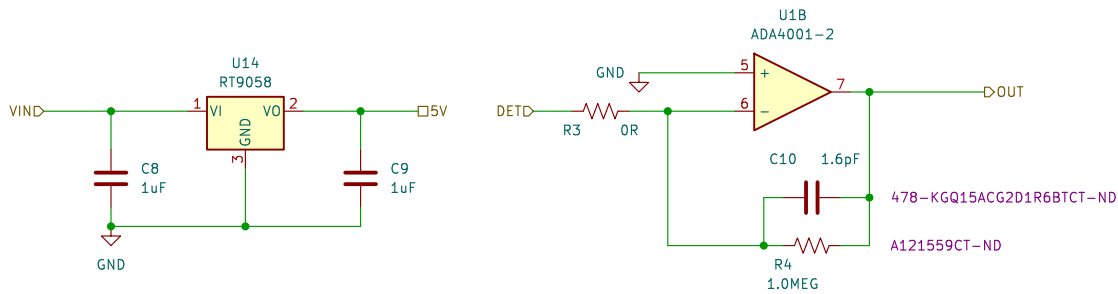 U14
RT9058
VIN
1
VI
VO
2
5V
GND
3
C8
1uF
C9
1uF
GND
U1B
ADA4001-2
GND
5
+
7
OUT
DET
6
-
R3
0R
C10
1.6pF
478-KGQ15ACG2D1R6BTCT-ND
A121559CT-ND
R4
1.0MEG